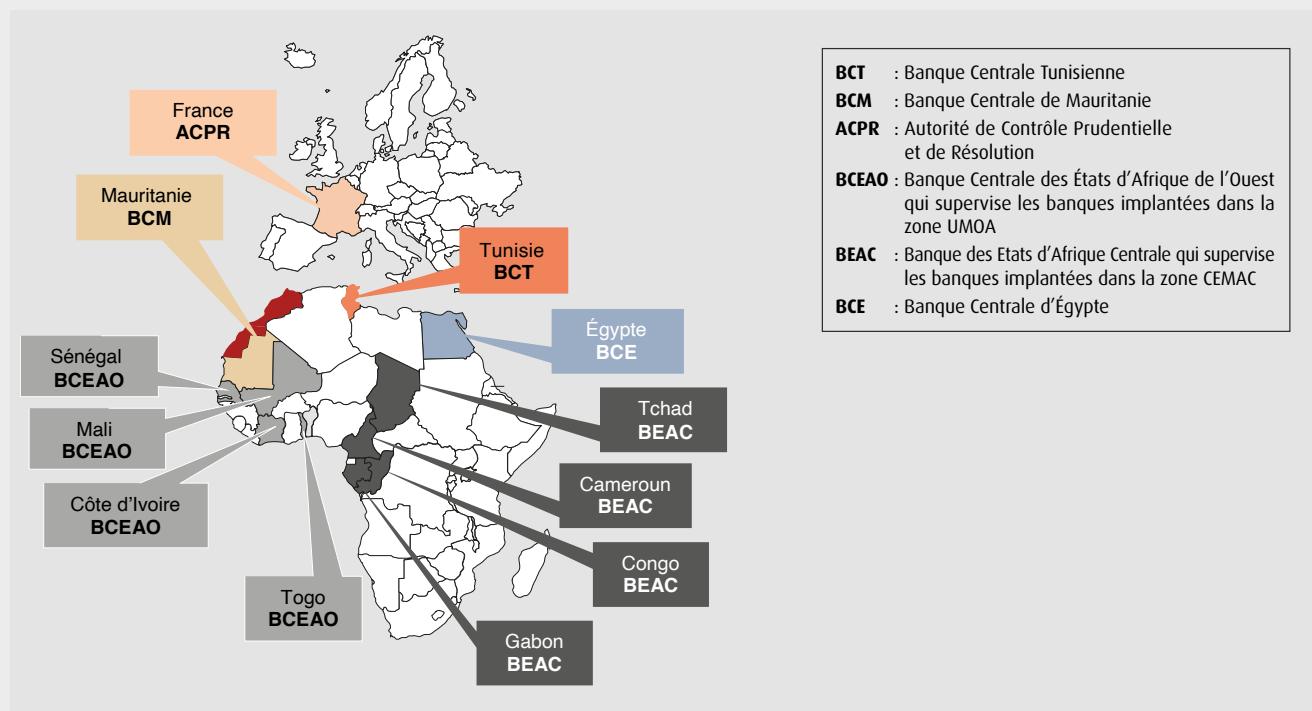 France
ACPR
Mauritanie
BCM
Tunisie
BCT
Égypte
BCE
Sénégal
BCEAO
Mali
BCEAO
Côte d'Ivoire
BCEAO
Togo
BCEAO
Tchad
BEAC
Cameroun
BEAC
Congo
BEAC
Gabon
BEAC
BCT : Banque Centrale Tunisienne
BCM : Banque Centrale de Mauritanie
ACPR : Autorité de Contrôle Prudentielle
et de Résolution
BCEAO : Banque Centrale des États d'Afrique de l'Ouest
qui supervise les banques implantées dans la
zone UMOA
BEAC : Banque des Etats d'Afrique Centrale qui supervise
les banques implantées dans la zone CEMAC
BCE : Banque Centrale d'Égypte